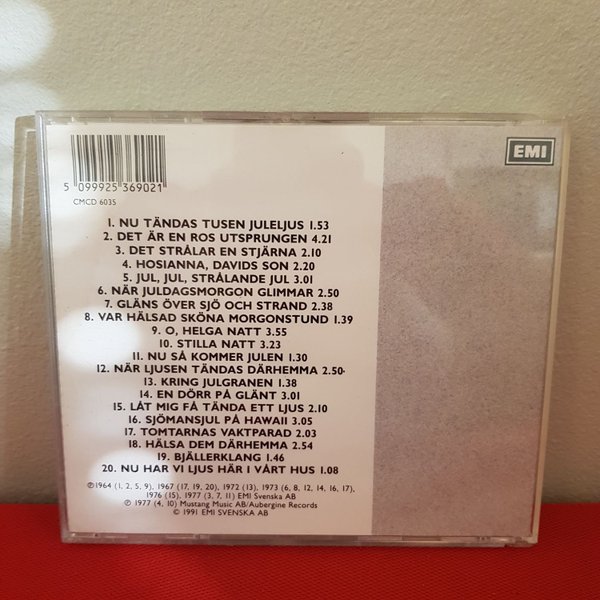 EMI
5 099925 369021
CMCD 6035
1. NU TÄNDAS TUSEN JULELJUS 1.53
2. DET ÄR EN ROS UTSPRUNGEN 4.21
3. DET STRÅLAR EN STJÄRNA 2.10
4. HOSIANNA, DAVIDS SON 2.20
5. JUL, JUL, STRÅLANDE JUL 3.01
6. NÄR JULDAGSMORGON GLIMMAR 2.50
7. GLÄNS ÖVER SJÖ OCH STRAND 2.38
8. VAR HÄLSAD SKÖNA MORGONSTUND 1.39
9. O, HELGA NATT 3.55
10. STILLA NATT 3.23
11. NU SÅ KOMMER JULEN 1.30
12. NÄR LJUSEN TÄNDAS DÄRHEMMA 2.50
13. KRING JULGRANEN 1.38
14. EN DÖRR PÅ GLÄNT 3.01
15. LÅT MIG FÅ TÄNDA ETT LJUS 2.10
16. SJÖMANSJUL PÅ HAWAII 3.05
17. TOMTARNAS VAKTPARAD 2.03
18. HÄLSA DEM DÄRHEMMA 2.54
19. BJÄLLERKLANG 1.46
20. NU HAR VI LJUS HÄR I VÅRT HUS 1.08
℗ 1964 (1, 2, 5, 9), 1967 (17, 19, 20), 1972 (13), 1973 (6, 8, 12, 14, 16, 17),
1976 (15), 1977 (3, 7, 11) EMI Svenska AB
℗ 1977 (4, 10) Mustang Music AB/Aubergine Records
© 1991 EMI SVENSKA AB